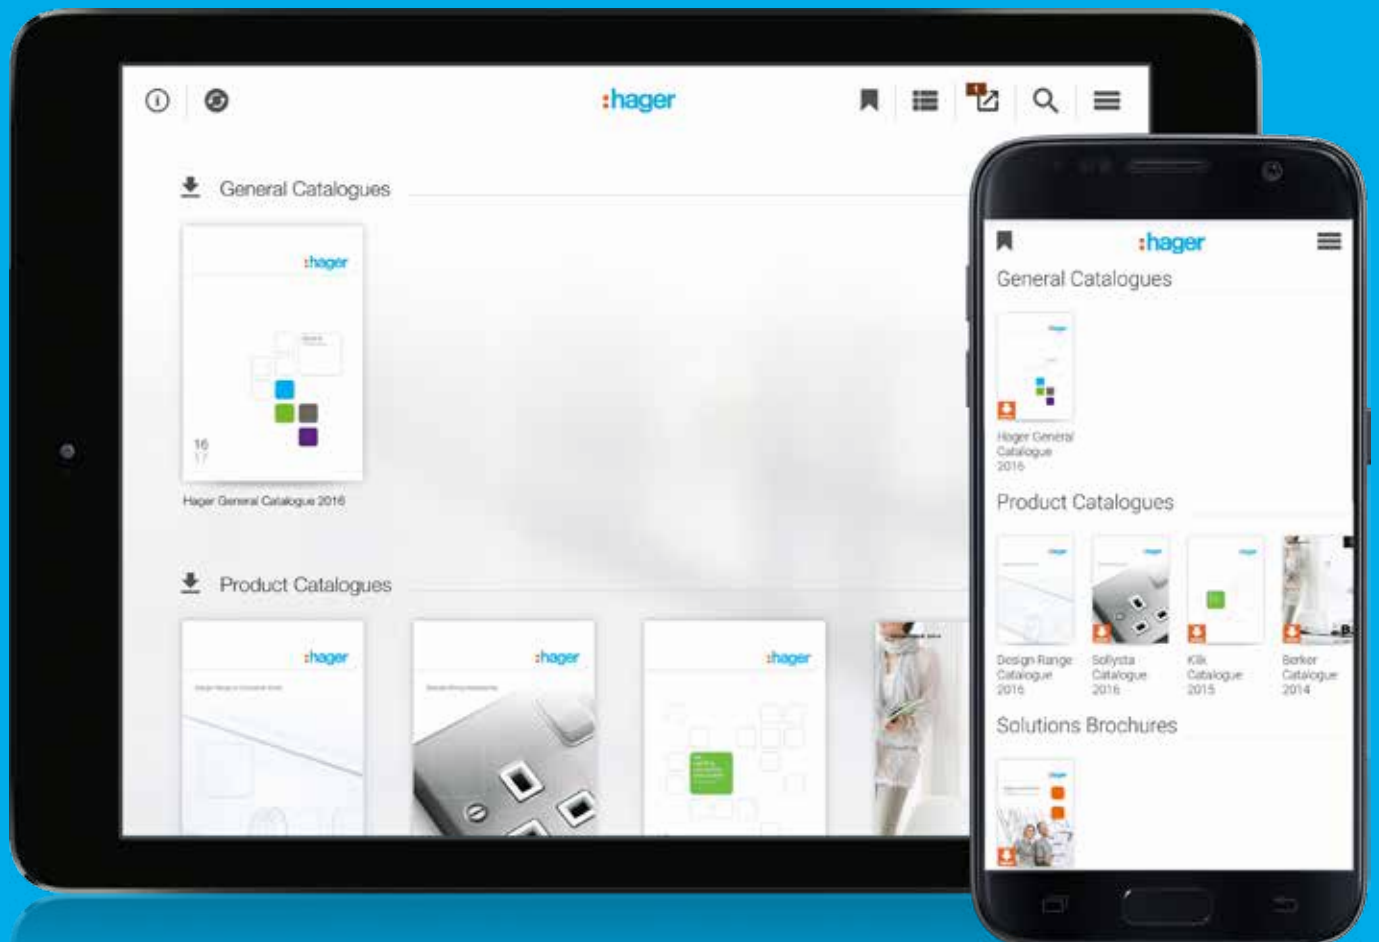 :hager
General Catalogues
:hager
16
17
Hager General Catalogue 2016
Product Catalogues
:hager
:hager
:hager
:hager
General Catalogues
Hager General
Catalogue
2016
Product Catalogues
Design Range
Catalogue
2016
Sollysta
Catalogue
2016
Klik
Catalogue
2015
Berker
Catalogue
2014
Solutions Brochures